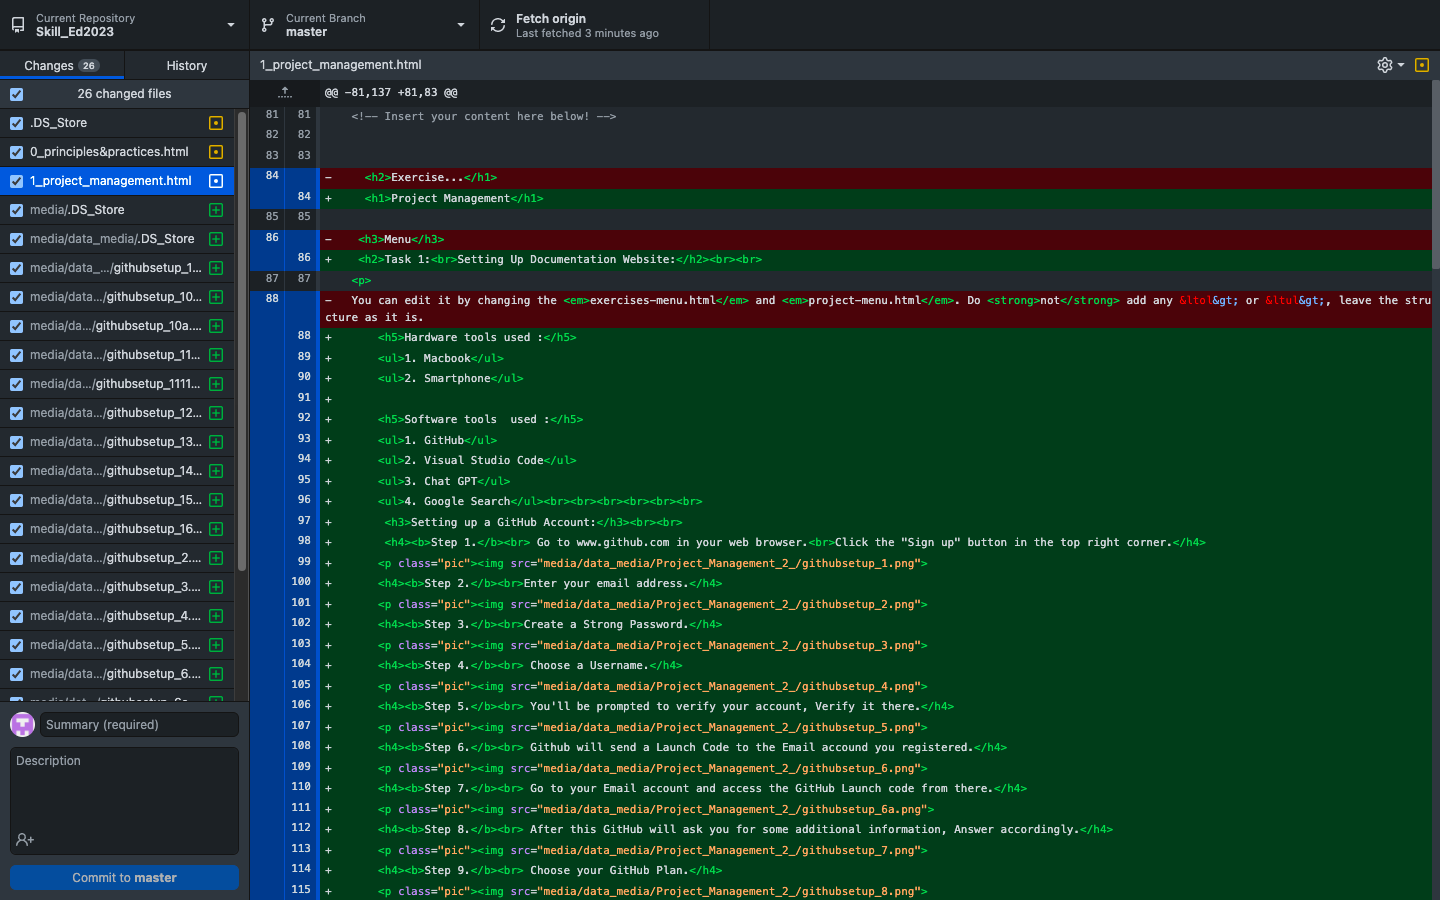 Current Repository
Skill_Ed2023
Current Branch
master
Fetch origin
Last fetched 3 minutes ago
Changes 26
History
1_project_management.html
26 changed files
.DS_Store
0_principles&practices.html
1_project_management.html
media/.DS_Store
media/data_media/.DS_Store
media/data_.../githubsetup_1...
media/data.../githubsetup_10...
media/da.../githubsetup_10a....
media/data.../githubsetup_11...
media/da.../githubsetup_1111...
media/data.../githubsetup_12...
media/data.../githubsetup_13...
media/data.../githubsetup_14...
media/data.../githubsetup_15...
media/data.../githubsetup_16...
media/data.../githubsetup_2....
media/data.../githubsetup_3....
media/data.../githubsetup_4....
media/data.../githubsetup_5....
media/data.../githubsetup_6....
Summary (required)
Description
Commit to master
@@ -81,137 +81,83 @@
81 81 <!-- Insert your content here below! -->
82 82
83 83
84 - <h2>Exercise...</h1>
84 + <h1>Project Management</h1>
85 85
86 - <h3>Menu</h3>
86 + <h2>Task 1:<br>Setting Up Documentation Website:</h2><br><br>
87 87 <p>
88 - You can edit it by changing the <em>exercises-menu.html</em> and <em>project-menu.html</em>. Do <strong>not</strong> add any &ltol&gt; or &ltul&gt;, leave the stru
cture as it is.
88 + <h5>Hardware tools used :</h5>
89 + <ul>1. Macbook</ul>
90 + <ul>2. Smartphone</ul>
91 +
92 + <h5>Software tools  used :</h5>
93 + <ul>1. GitHub</ul>
94 + <ul>2. Visual Studio Code</ul>
95 + <ul>3. Chat GPT</ul>
96 + <ul>4. Google Search</ul><br><br><br><br><br><br>
97 + <h3>Setting up a GitHub Account:</h3><br><br>
98 + <h4><b>Step 1.</b><br> Go to www.github.com in your web browser.<br>Click the "Sign up" button in the top right corner.</h4>
99 + <p class="pic"><img src="media/data_media/Project_Management_2_/githubsetup_1.png">
100 + <h4><b>Step 2.</b><br>Enter your email address.</h4>
101 + <p class="pic"><img src="media/data_media/Project_Management_2_/githubsetup_2.png">
102 + <h4><b>Step 3.</b><br>Create a Strong Password.</h4>
103 + <p class="pic"><img src="media/data_media/Project_Management_2_/githubsetup_3.png">
104 + <h4><b>Step 4.</b><br> Choose a Username.</h4>
105 + <p class="pic"><img src="media/data_media/Project_Management_2_/githubsetup_4.png">
106 + <h4><b>Step 5.</b><br> You'll be prompted to verify your account, Verify it there.</h4>
107 + <p class="pic"><img src="media/data_media/Project_Management_2_/githubsetup_5.png">
108 + <h4><b>Step 6.</b><br> Github will send a Launch Code to the Email accound you registered.</h4>
109 + <p class="pic"><img src="media/data_media/Project_Management_2_/githubsetup_6.png">
110 + <h4><b>Step 7.</b><br> Go to your Email account and access the GitHub Launch code from there.</h4>
111 + <p class="pic"><img src="media/data_media/Project_Management_2_/githubsetup_6a.png">
112 + <h4><b>Step 8.</b><br> After this GitHub will ask you for some additional information, Answer accordingly.</h4>
113 + <p class="pic"><img src="media/data_media/Project_Management_2_/githubsetup_7.png">
114 + <h4><b>Step 9.</b><br> Choose your GitHub Plan.</h4>
115 + <p class="pic"><img src="media/data_media/Project_Management_2_/githubsetup_8.png">